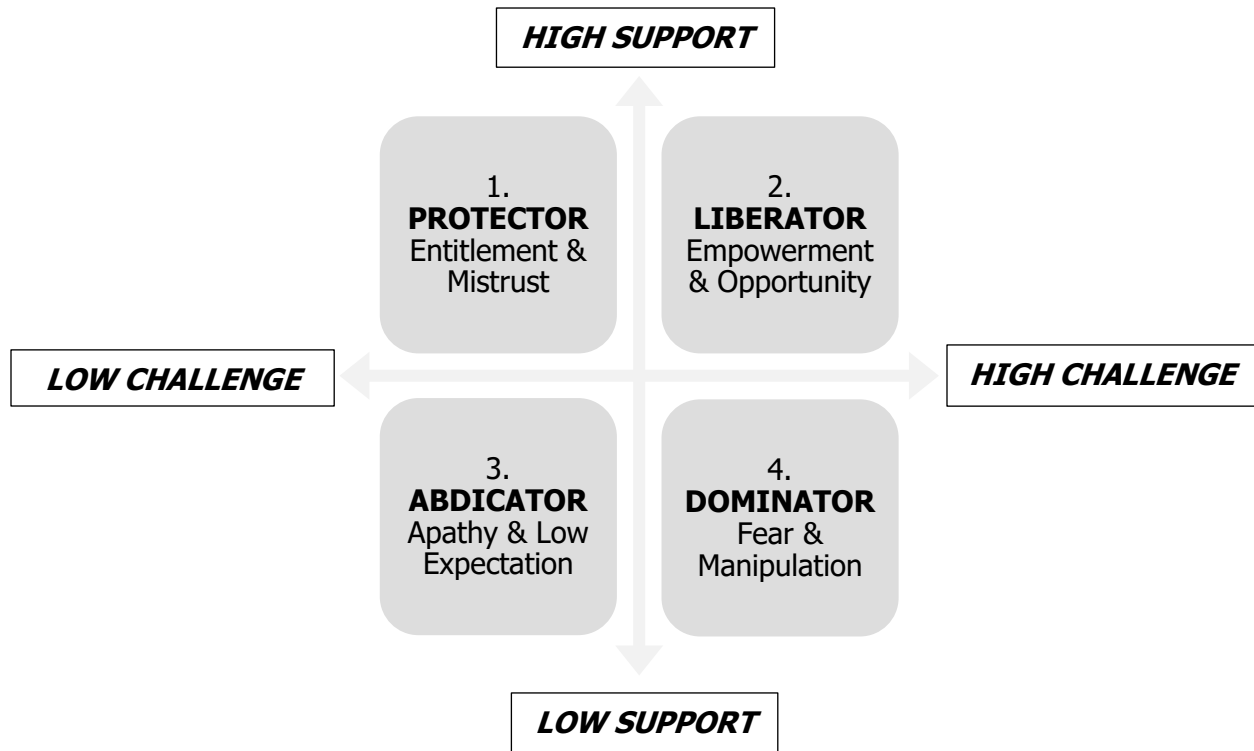 HIGH SUPPORT
1.
PROTECTOR
Entitlement &
Mistrust
2.
LIBERATOR
Empowerment
& Opportunity
LOW CHALLENGE
HIGH CHALLENGE
3.
ABDICATOR
Apathy & Low
Expectation
4.
DOMINATOR
Fear &
Manipulation
LOW SUPPORT